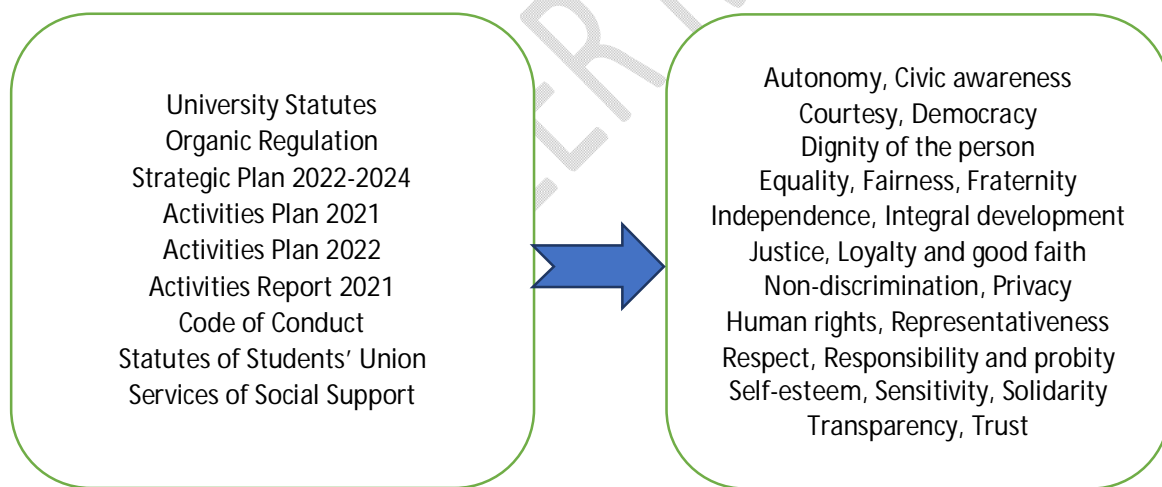 University Statutes
Organic Regulation
Strategic Plan 2022-2024
Activities Plan 2021
Activities Plan 2022
Activities Report 2021
Code of Conduct
Statutes of Students’ Union
Services of Social Support
Autonomy, Civic awareness
Courtesy, Democracy
Dignity of the person
Equality, Fairness, Fraternity
Independence, Integral development
Justice, Loyalty and good faith
Non-discrimination, Privacy
Human rights, Representativeness
Respect, Responsibility and probity
Self-esteem, Sensitivity, Solidarity
Transparency, Trust